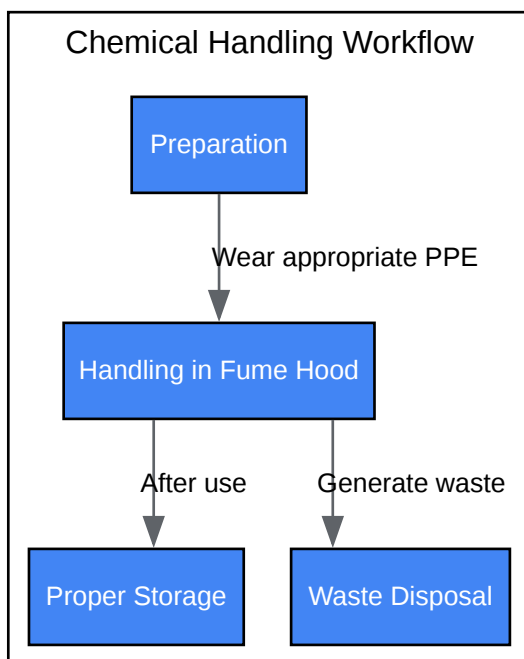 Chemical Handling Workflow
Preparation
Wear appropriate PPE
Handling in Fume Hood
After use
Generate waste
Proper Storage
Waste Disposal